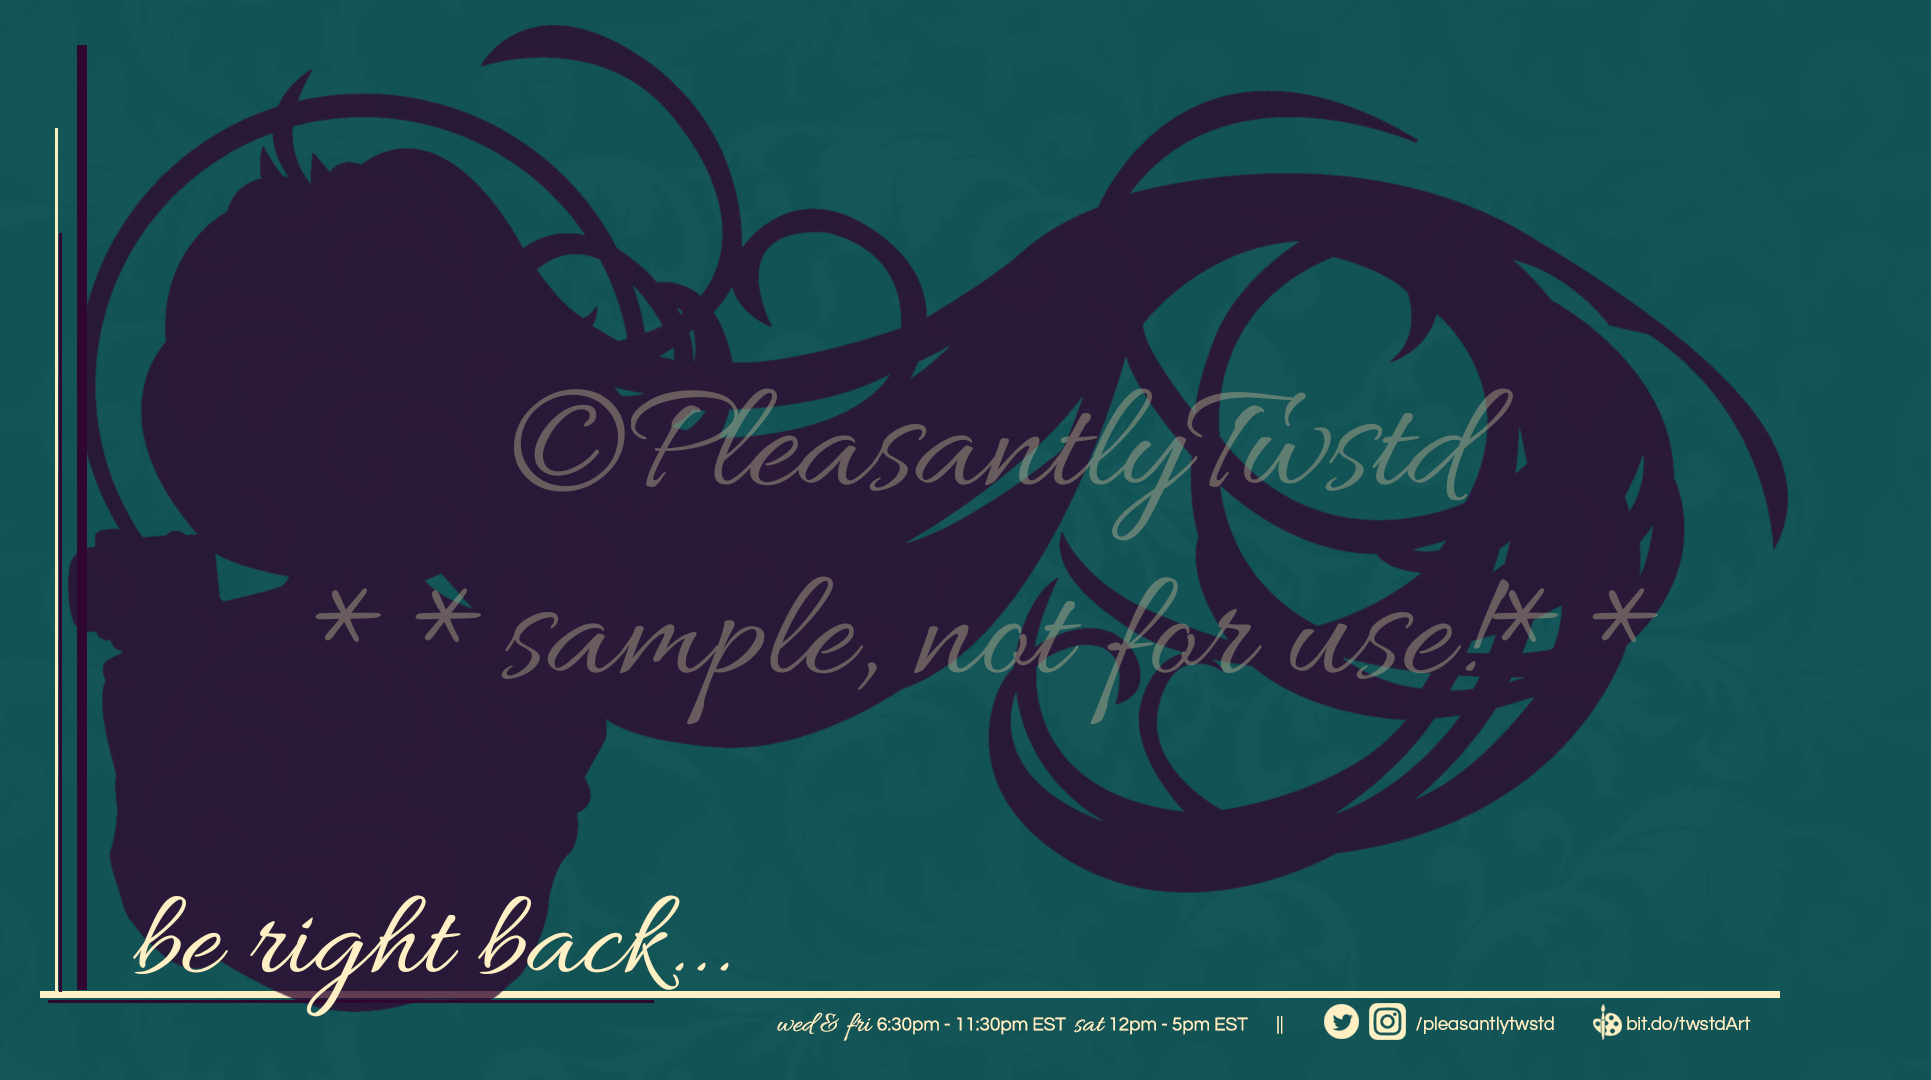 ©PleasantlyTwstd
**sample, not for use!**
be right back...
wed & fri 6:30pm - 11:30pm EST sat 12pm - 5pm EST || /pleasantlytwstd bit.do/twstdArt